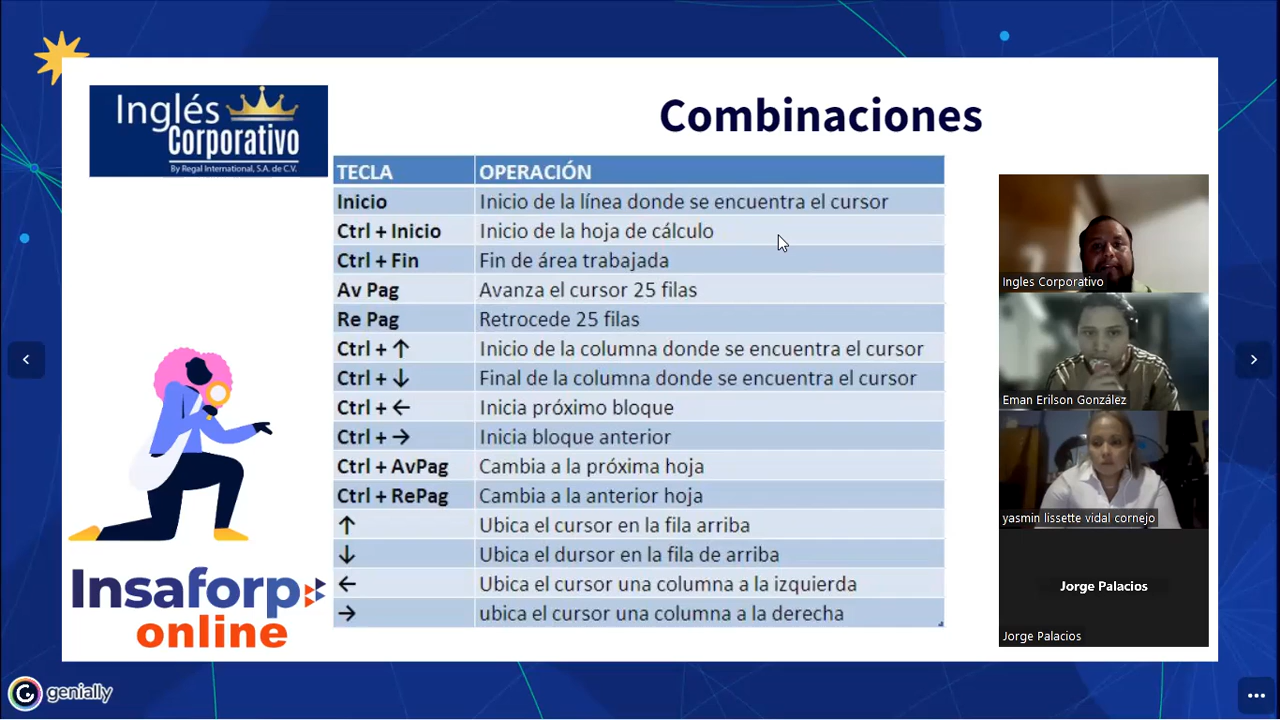 Inglés
Corporativo
By Regal International, S.A. de C.V.
Combinaciones
TECLA OPERACIÓN
Inicio Inicio de la línea donde se encuentra el cursor
Ctrl + Inicio Inicio de la hoja de cálculo
Ctrl + Fin Fin de área trabajada
Av Pag Avanza el cursor 25 filas
Re Pag Retrocede 25 filas
Ctrl + ↑ Inicio de la columna donde se encuentra el cursor
Ctrl + ↓ Final de la columna donde se encuentra el cursor
Ctrl + ← Inicia próximo bloque
Ctrl + → Inicia bloque anterior
Ctrl + AvPag Cambia a la próxima hoja
Ctrl + RePag Cambia a la anterior hoja
↑ Ubica el cursor en la fila arriba
↓ Ubica el dursor en la fila de arriba
← Ubica el cursor una columna a la izquierda
→ ubica el cursor una columna a la derecha
Insaforp
online
Ingles Corporativo
Eman Erilson González
yasmin lissette vidal cornejo
Jorge Palacios
Jorge Palacios
genially